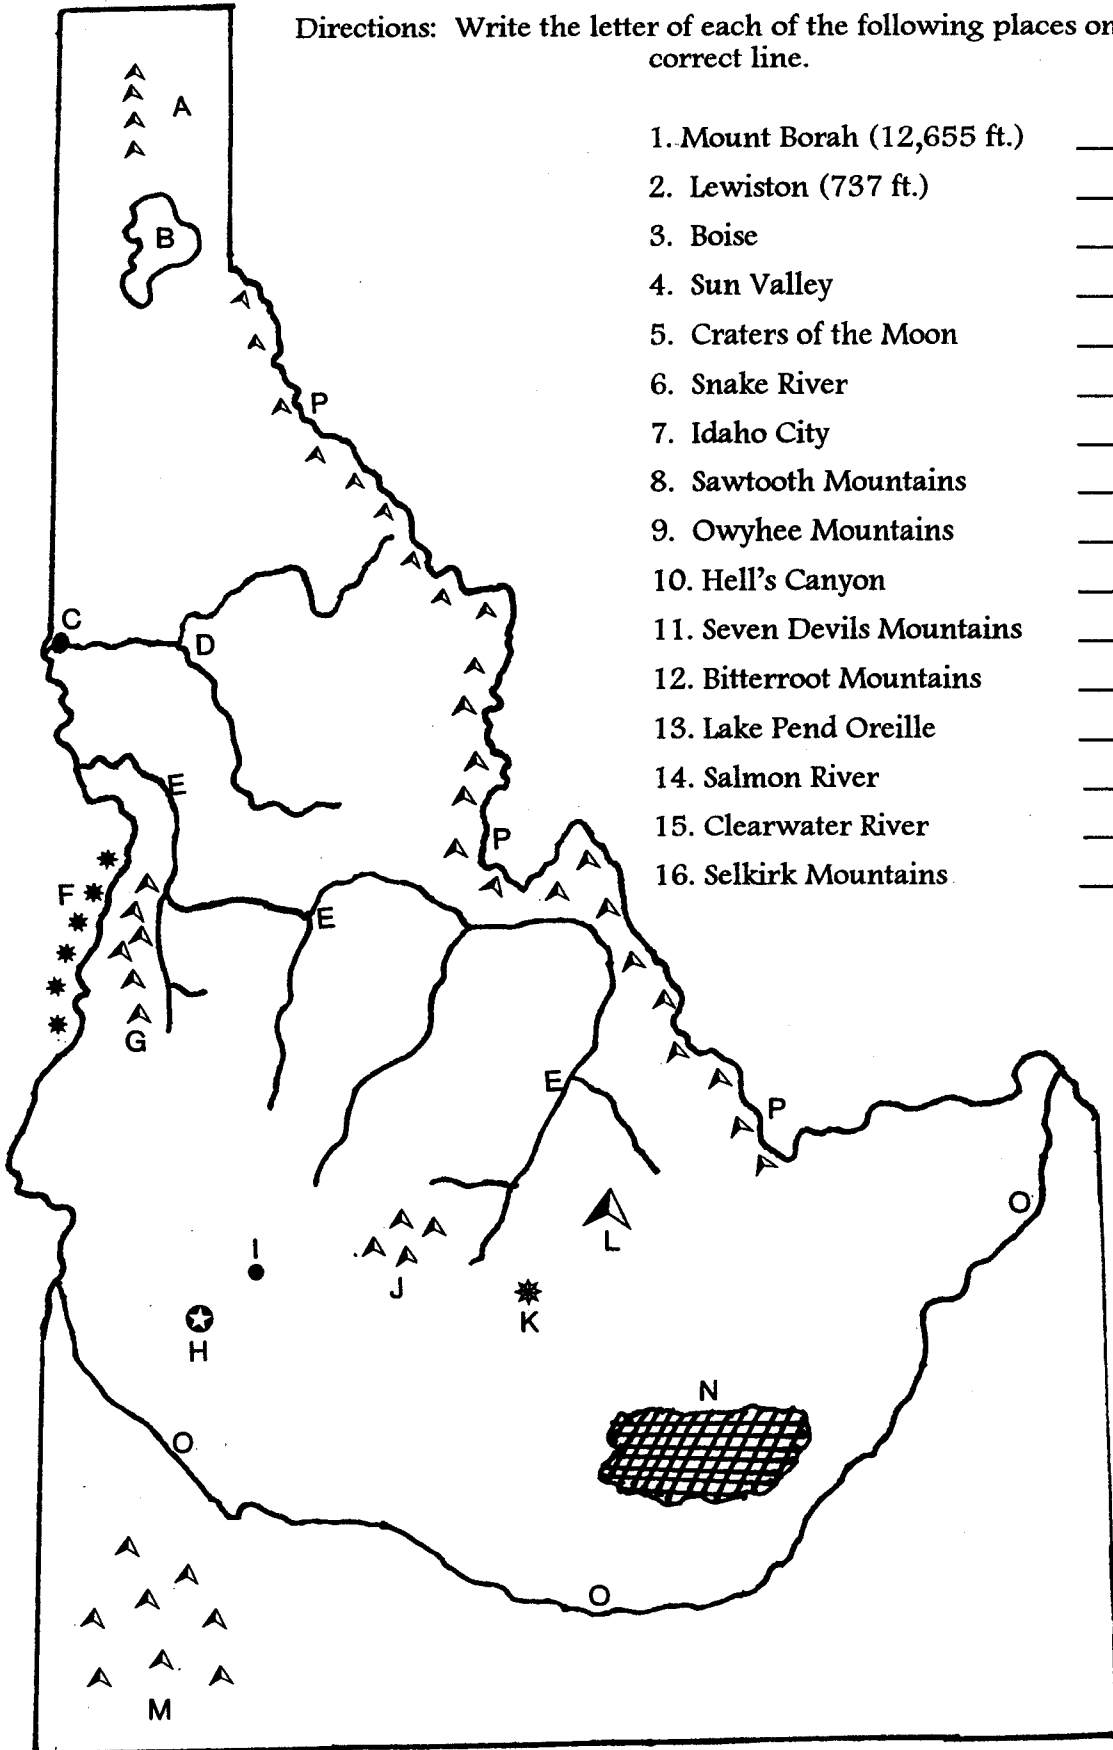 Directions: Write the letter of each of the following places on
correct line.
1. Mount Borah (12,655 ft.)
2. Lewiston (737 ft.)
3. Boise
4. Sun Valley
5. Craters of the Moon
6. Snake River
7. Idaho City
8. Sawtooth Mountains
9. Owyhee Mountains
10. Hell's Canyon
11. Seven Devils Mountains
12. Bitterroot Mountains
13. Lake Pend Oreille
14. Salmon River
15. Clearwater River
16. Selkirk Mountains
A
B
P
C
D
E
P
F
E
G
E
P
O
L
I
J
K
H
N
O
O
M